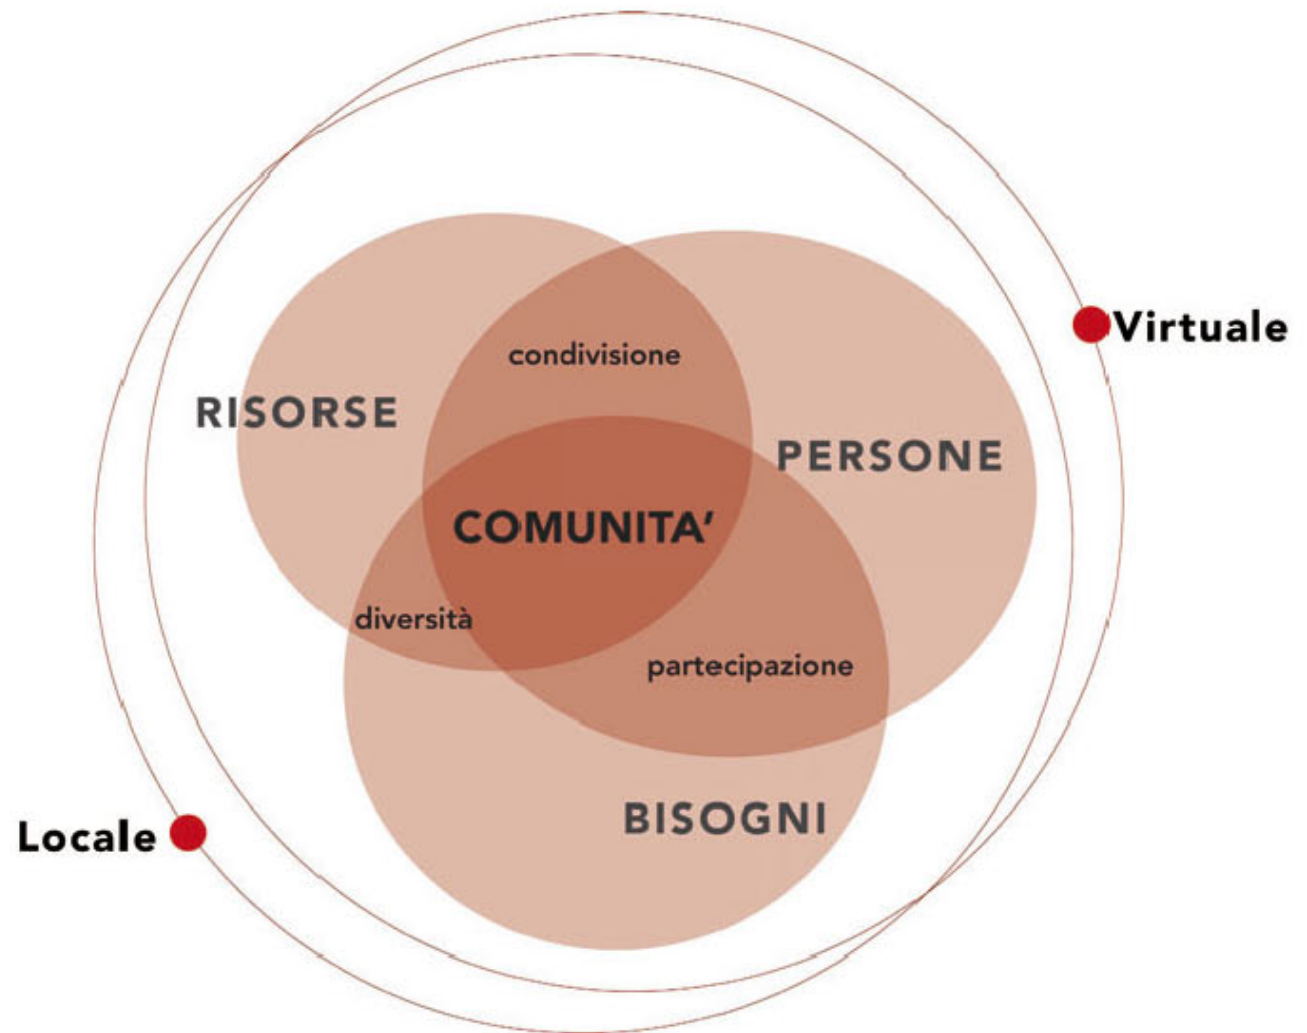 Virtuale
condivisione
RISORSE
PERSONE
COMUNITA'
diversità
partecipazione
BISOGNI
Locale